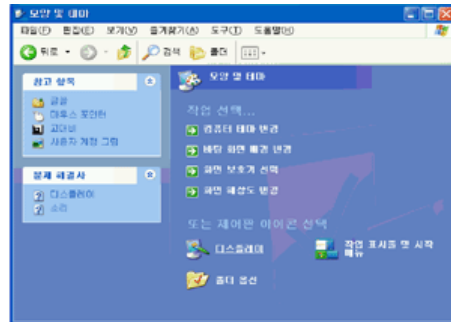 모양 및 테마
파일(F) 편집(E) 보기(V) 즐겨찾기(A) 도구(T) 도움말(H)
뒤로 검색 폴더
참고 항목
글꼴
마우스 포인터
고대비
사용자 계정 그림
문제 해결사
디스플레이
소리
모양 및 테마
작업 선택...
컴퓨터 테마 변경
바탕 화면 배경 변경
화면 보호기 선택
화면 해상도 변경
또는 제어판 아이콘 선택
디스플레이
작업 표시줄 및 시작
메뉴
폴더 옵션